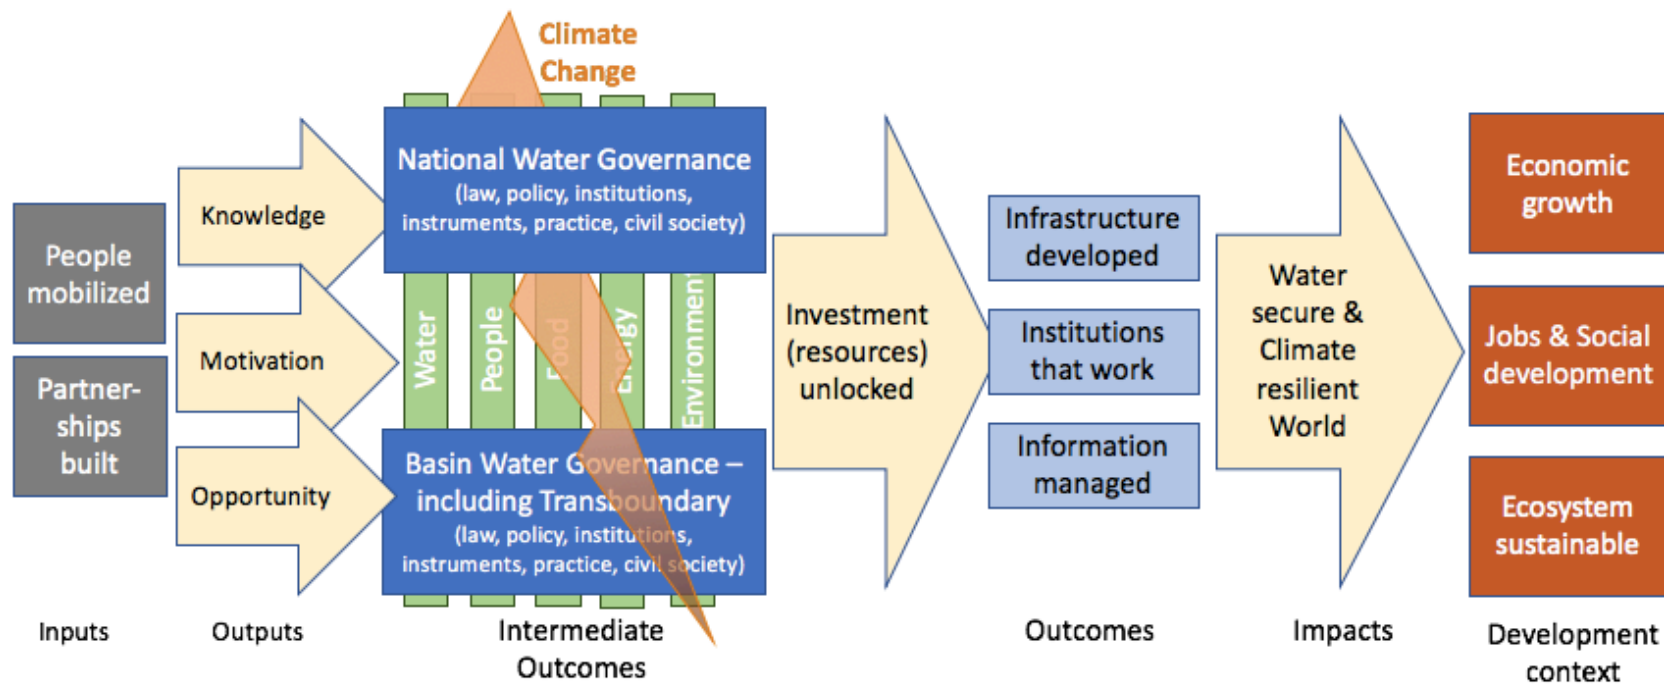 Climate
Change
National Water Governance
(law, policy, institutions,
instruments, practice, civil society)
People
mobilized
Partner-
ships
built
Knowledge
Motivation
Opportunity
Water
People
Food
Energy
Environment
Basin Water Governance –
including Transboundary
(law, policy, institutions,
instruments, practice, civil society)
Investment
(resources)
unlocked
Infrastructure
developed
Institutions
that work
Information
managed
Water
secure &
Climate
resilient
World
Economic
growth
Jobs & Social
development
Ecosystem
sustainable
Inputs
Outputs
Intermediate
Outcomes
Outcomes
Impacts
Development
context